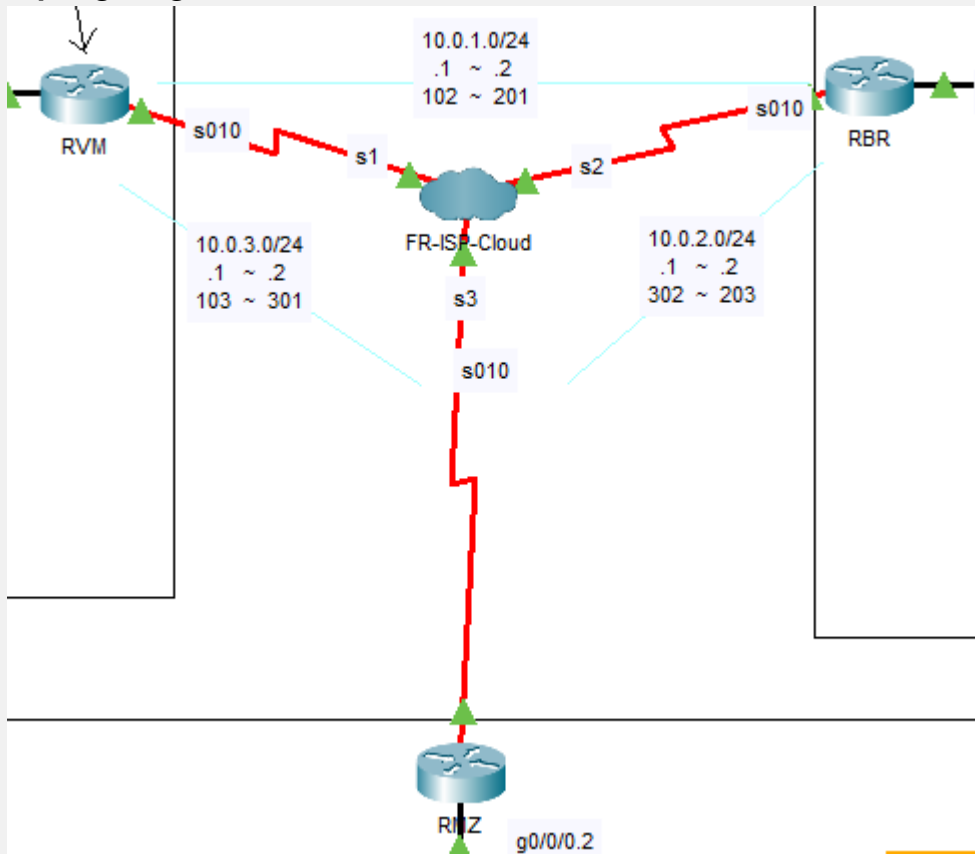 10.0.1.0/24
.1 ~ .2
102 ~ 201
RVM
s010
s1
s2
s010
RBR
FR-ISP-Cloud
10.0.3.0/24
.1 ~ .2
103 ~ 301
10.0.2.0/24
.1 ~ .2
302 ~ 203
s3
s010
RMZ
g0/0/0.2